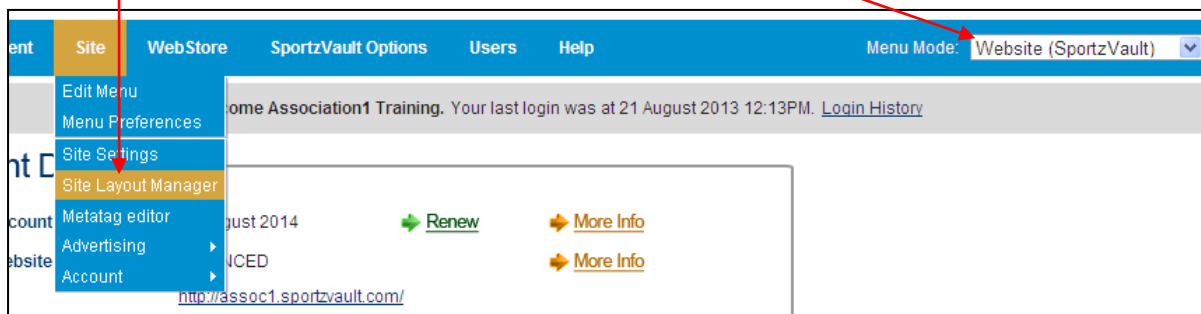 ent Site WebStore SportzVault Options Users Help Menu Mode: Website (SportzVault)
Edit Menu
ome Association1 Training. Your last login was at 21 August 2013 12:13PM. Login History
Menu Preferences
Site Settings
nt D
Site Layout Manager
count
Metatag editor
gust 2014 Renew More Info
Advertising
ebsite
NCED More Info
Account
http://assoc1.sportzvault.com/